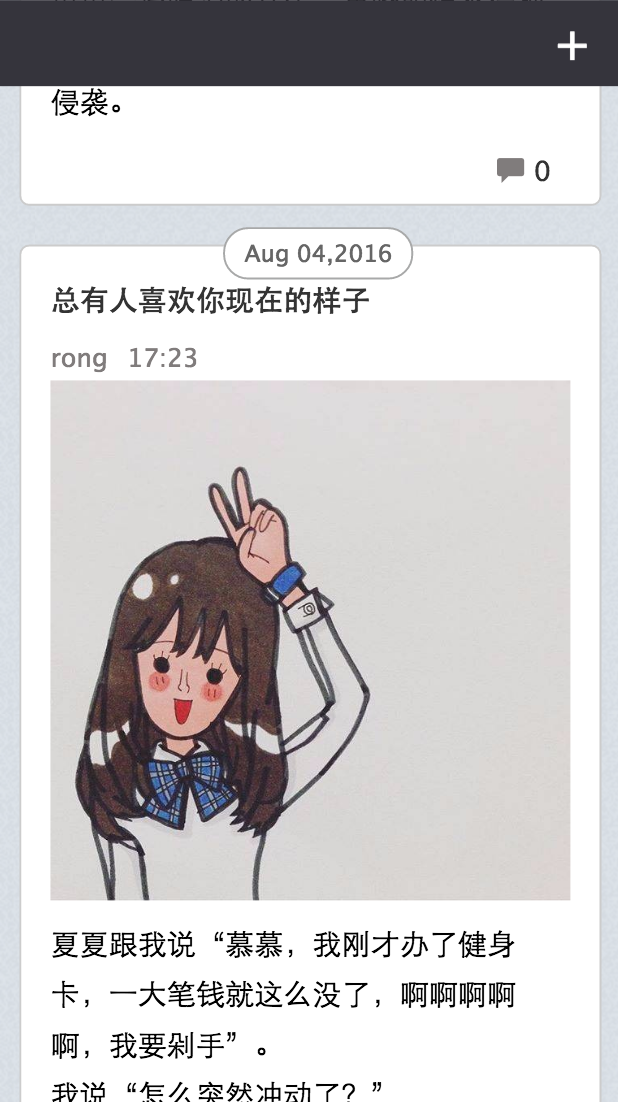 侵袭。
0
Aug 04,2016
总有人喜欢你现在的样子
rong 17:23
夏夏跟我说“慕慕，我刚才办了健身
卡，一大笔钱就这么没了，啊啊啊啊
啊，我要剁手”。
我说“怎么突然冲动了？”